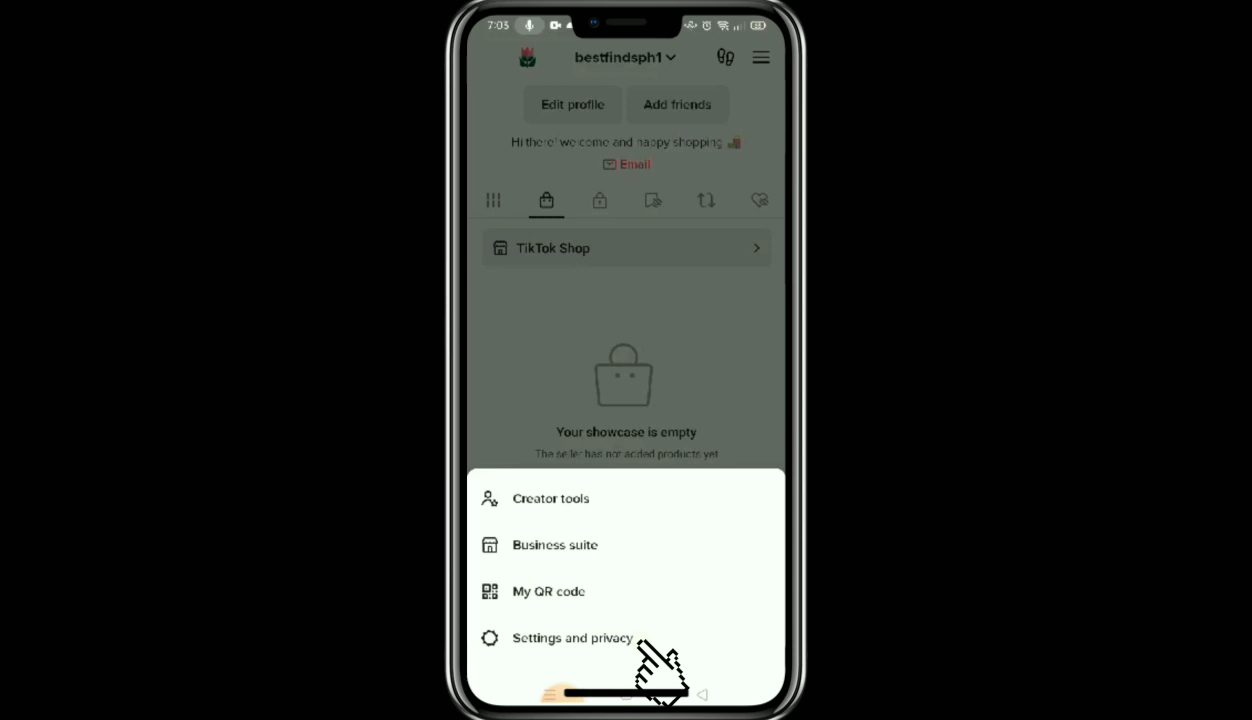 7:03
bestfindsph1
Edit profile
Add friends
Hi there! welcome and happy shopping
Email
TikTok Shop
Your showcase is empty
The seller has not added products yet
Creator tools
Business suite
My QR code
Settings and privacy